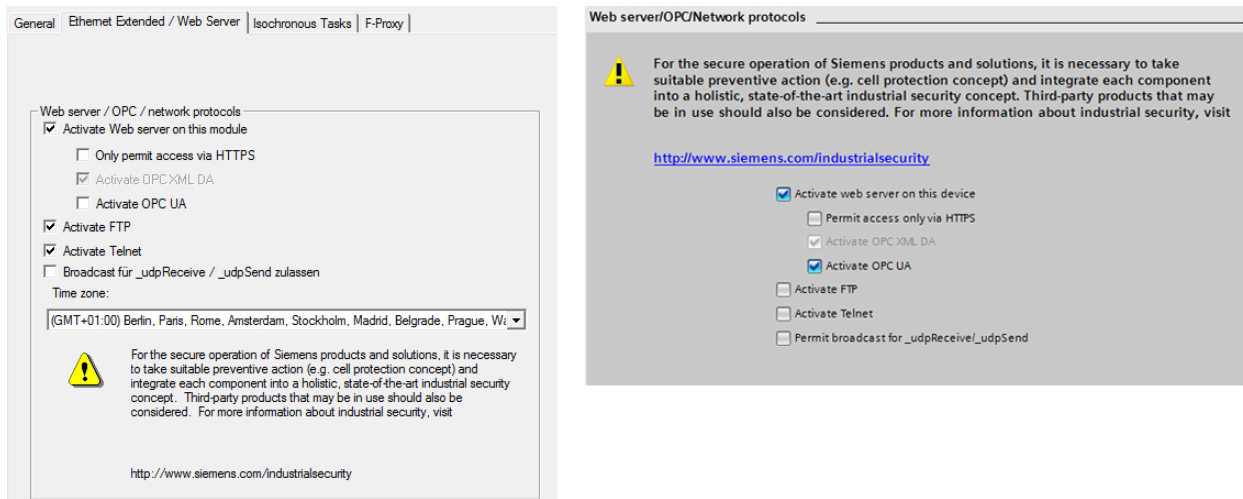 General
Ethernet Extended / Web Server
Isochronous Tasks
F-Proxy
Web server / OPC / network protocols
Activate Web server on this module
Only permit access via HTTPS
Activate OPC XML DA
Activate OPC UA
Activate FTP
Activate Telnet
Broadcast für _udpReceive / _udpSend zulassen
Time zone:
(GMT+01:00) Berlin, Paris, Rome, Amsterdam, Stockholm, Madrid, Belgrade, Prague,
For the secure operation of Siemens products and solutions, it is necessary
to take suitable preventive action (e.g. cell protection concept) and
integrate each component into a holistic, state-of-the-art industrial security
concept. Third-party products that may be in use should also be
considered. For more information about industrial security, visit
http://www.siemens.com/industrialsecurity
Web server/OPC/Network protocols
For the secure operation of Siemens products and solutions, it is necessary to take
suitable preventive action (e.g. cell protection concept) and integrate each component
into a holistic, state-of-the-art industrial security concept. Third-party products that may
be in use should also be considered. For more information about industrial security, visit
http://www.siemens.com/industrialsecurity
Activate web server on this device
Permit access only via HTTPS
Activate OPC XML DA
Activate OPC UA
Activate FTP
Activate Telnet
Permit broadcast for _udpReceive/_udpSend